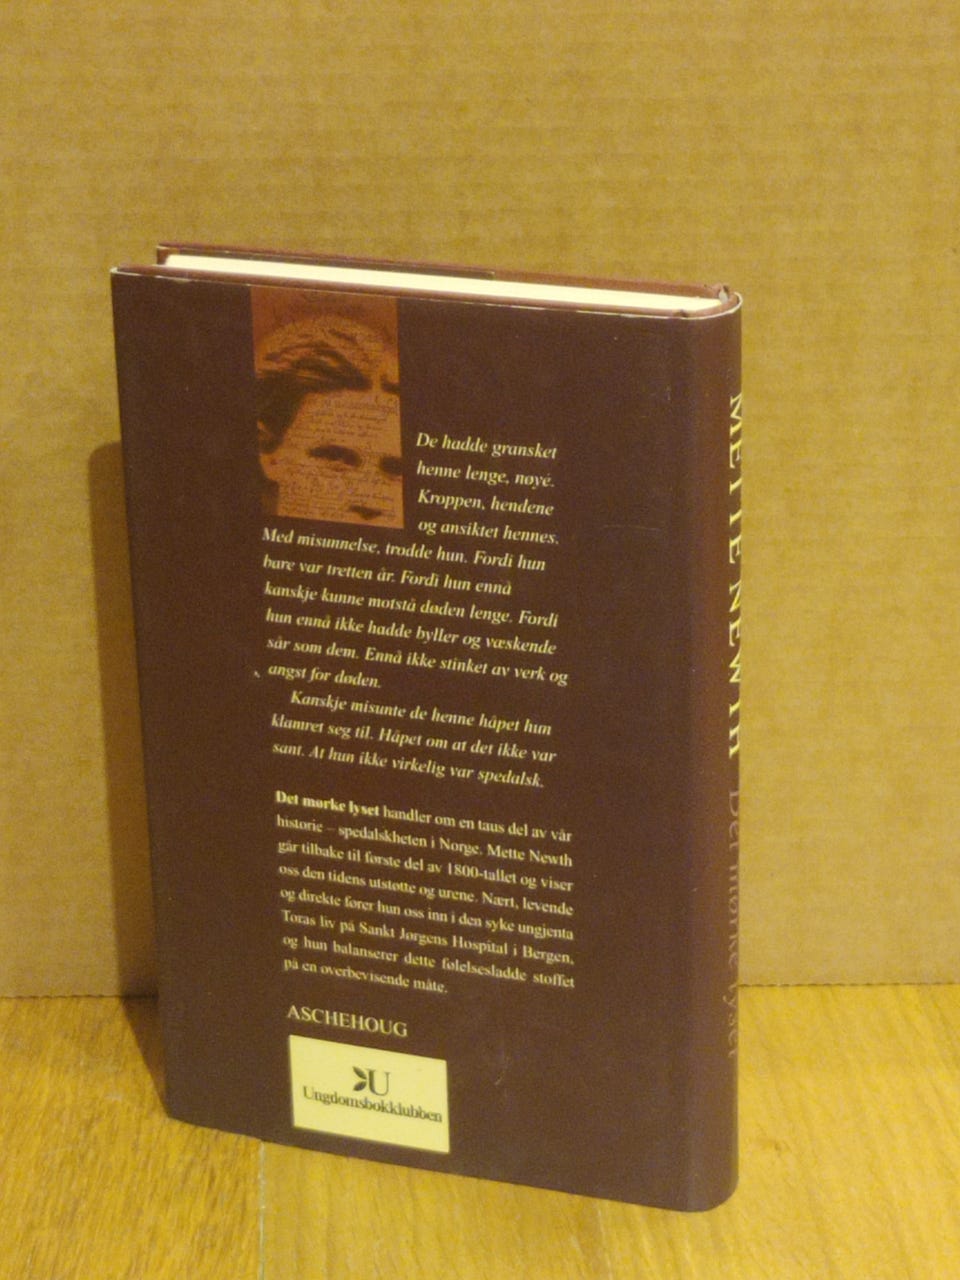 De hadde gransket
henne lenge, nøye.
Kroppen, hendene
og ansiktet hennes.
Med misunnelse, trodde hun. Fordi hun
bare var tretten år. Fordi hun ennå
kanskje kunne motstå døden lenge. Fordi
hun ennå ikke hadde byller og væskende
sår som dem. Ennå ikke stinket av verk og
angst for døden.
Kanskje misunte de henne håpet hun
klamret seg til. Håpet om at det ikke var
sant. At hun ikke virkelig var spedalsk.
Det mørke lyset handler om en taus del av vår
historie – spedalskheten i Norge. Mette Newth
går tilbake til første del av 1800-tallet og viser
oss den tidens utstøtte og urene. Nært, levende
og direkte fører hun oss inn i den syke ungjenta
Toras liv på Sankt Jørgens Hospital i Bergen,
og hun balanserer dette følelsesladde stoffet
på en overbevisende måte.
ASCHEHOUG
U
Ungdomsbokklubben
METTE NEWTH Det mørke lyset